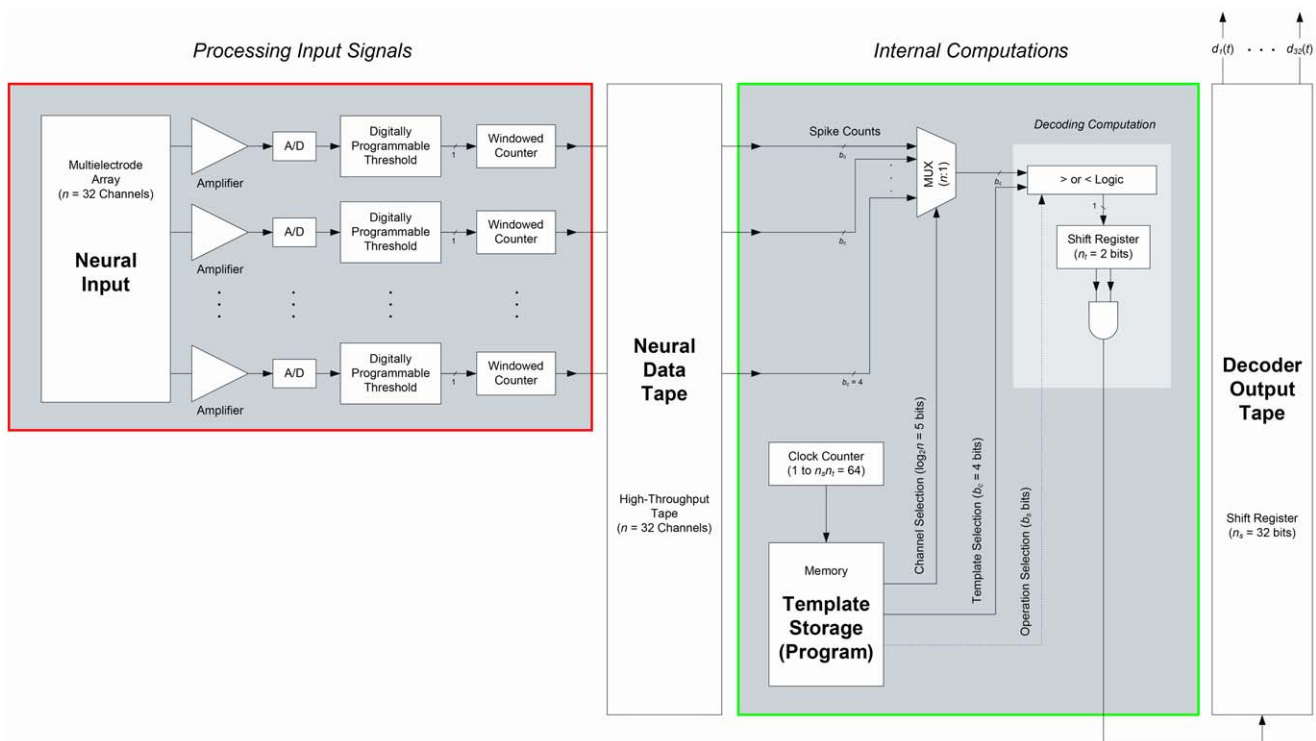 Processing Input Signals
Internal Computations
d1(t) · · · d32(t)
Multielectrode
Array
(n = 32 Channels)
Neural
Input
Amplifier
A/D
Digitally
Programmable
Threshold
1
Windowed
Counter
Amplifier
A/D
Digitally
Programmable
Threshold
1
Windowed
Counter
Amplifier
A/D
Digitally
Programmable
Threshold
1
Windowed
Counter
Neural
Data
Tape
High-Throughput
Tape
(n = 32 Channels)
Spike Counts
bc
bc
bc = 4
MUX
(n:1)
bc
Decoding Computation
> or < Logic
1
Shift Register
(nt = 2 bits)
Clock Counter
(1 to nsnt = 64)
Memory
Template
Storage
(Program)
Channel Selection (log2n = 5 bits)
Template Selection (bc = 4 bits)
Operation Selection (bs bits)
Decoder
Output
Tape
Shift Register
(ns = 32 bits)